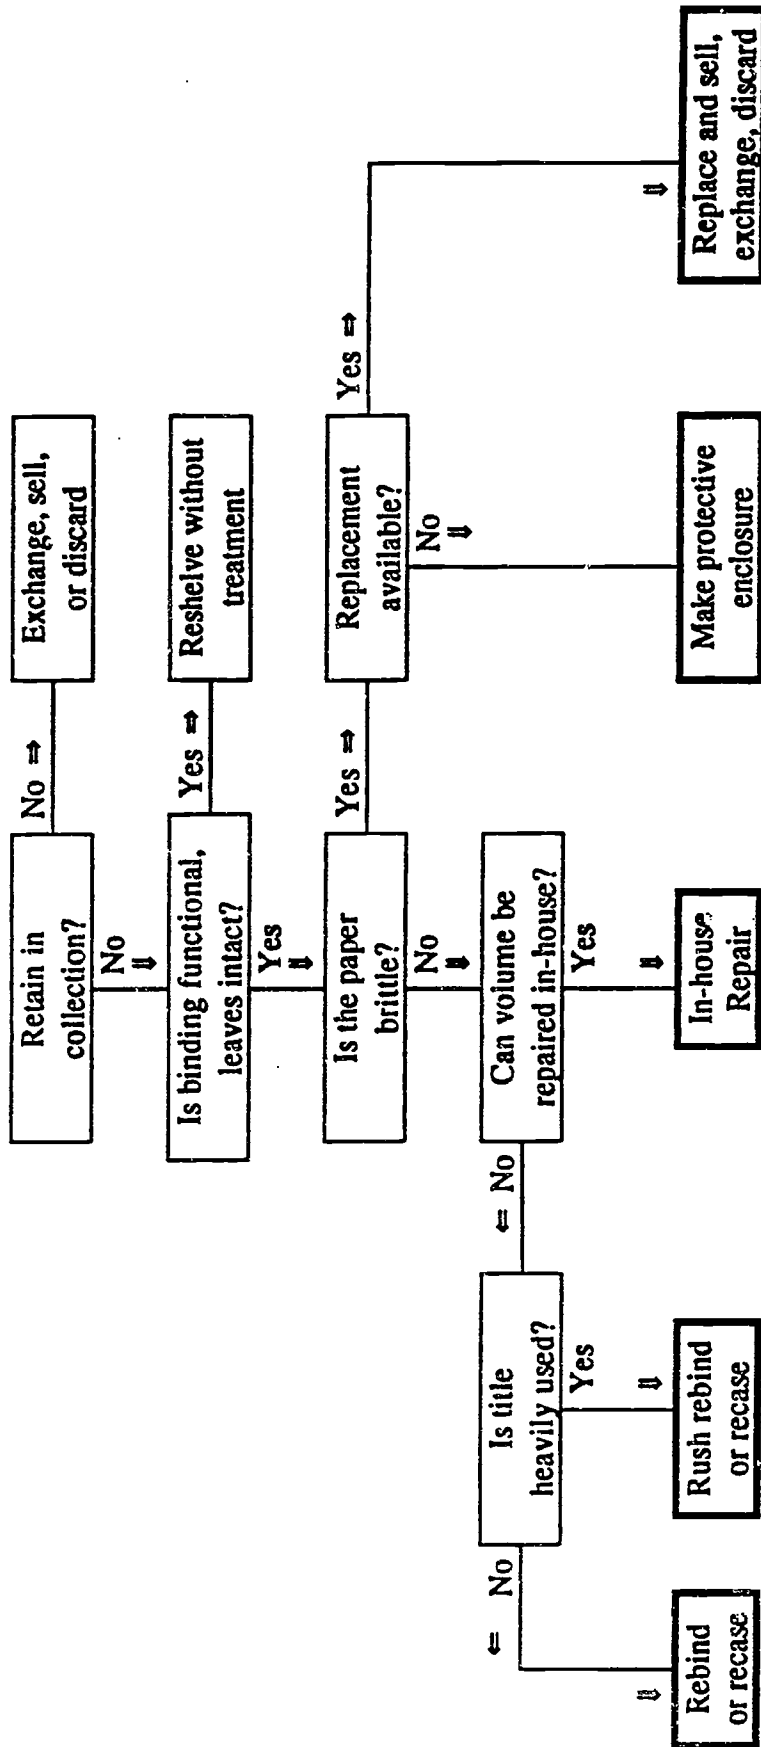 Retain in
collection?
No ⇒
Exchange, sell,
or discard
No
⇓
Is binding functional,
leaves intact?
Yes ⇒
Reshelve without
treatment
Yes
⇓
Is the paper
brittle?
Yes ⇒
Replacement
available?
Yes ⇒
No
⇓
No
⇓
Can volume be
repaired in-house?
⇐ No
Is title
heavily used?
⇐ No
Yes
⇓
Yes
⇓
⇓
⇓
Rebind
or recase
Rush rebind
or recase
In-house
Repair
Make protective
enclosure
Replace and sell,
exchange, discard